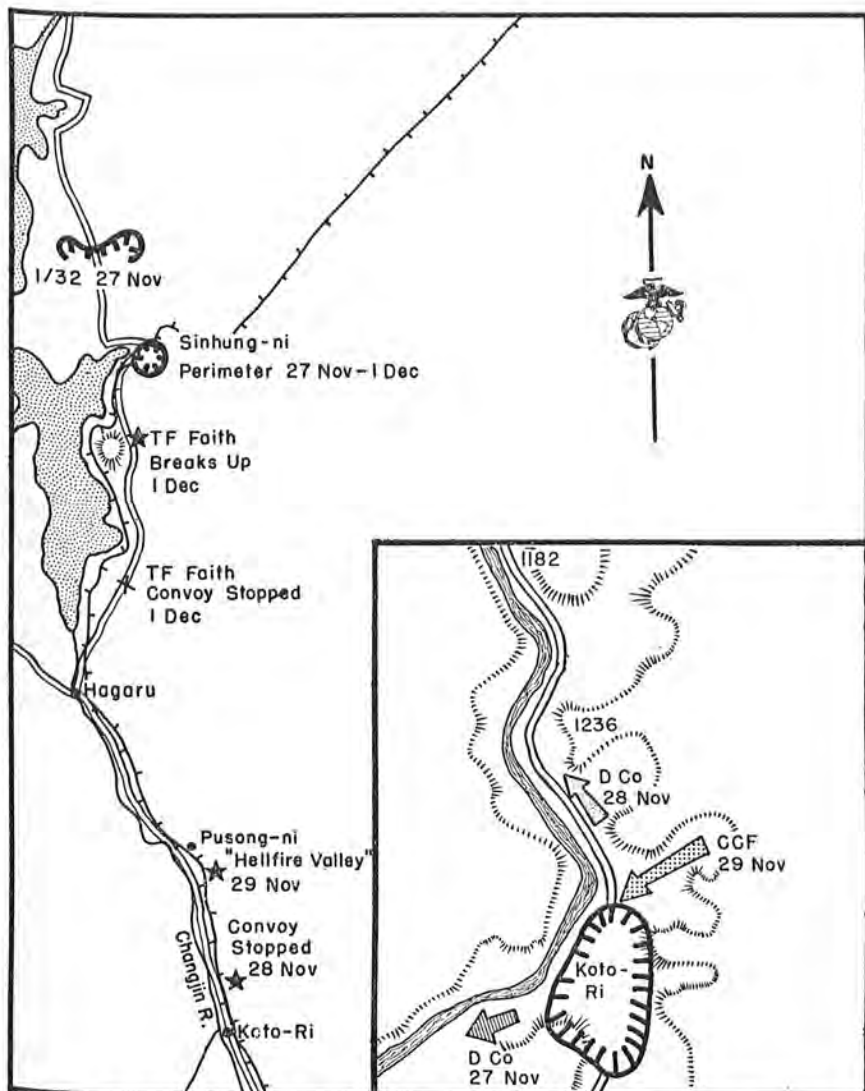 N
1/32 27 Nov
Sinhung-ni
Perimeter 27 Nov-1 Dec
TF Faith
Breaks Up
1 Dec
TF Faith
Convoy Stopped
1 Dec
Hagaru
Pusong-ni
"Hellfire Valley"
29 Nov
Convoy
Stopped
28 Nov
Changjin R.
Koto-Ri
1182
1236
D Co
28 Nov
CCF
29 Nov
Koto-
Ri
D Co
27 Nov